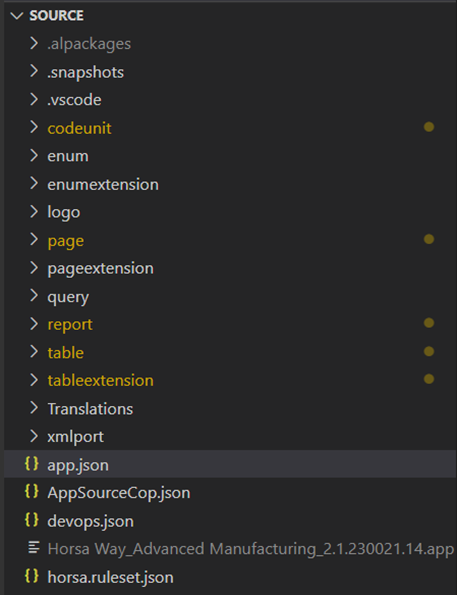 SOURCE
.alpackages
.snapshots
.vscode
codeunit
enum
enumextension
logo
page
pageextension
query
report
table
tableextension
Translations
xmlport
{} app.json
{} AppSourceCop.json
{} devops.json
Horsa Way_Advanced Manufacturing_2.1.230021.14.app
{} horsa.ruleset.json